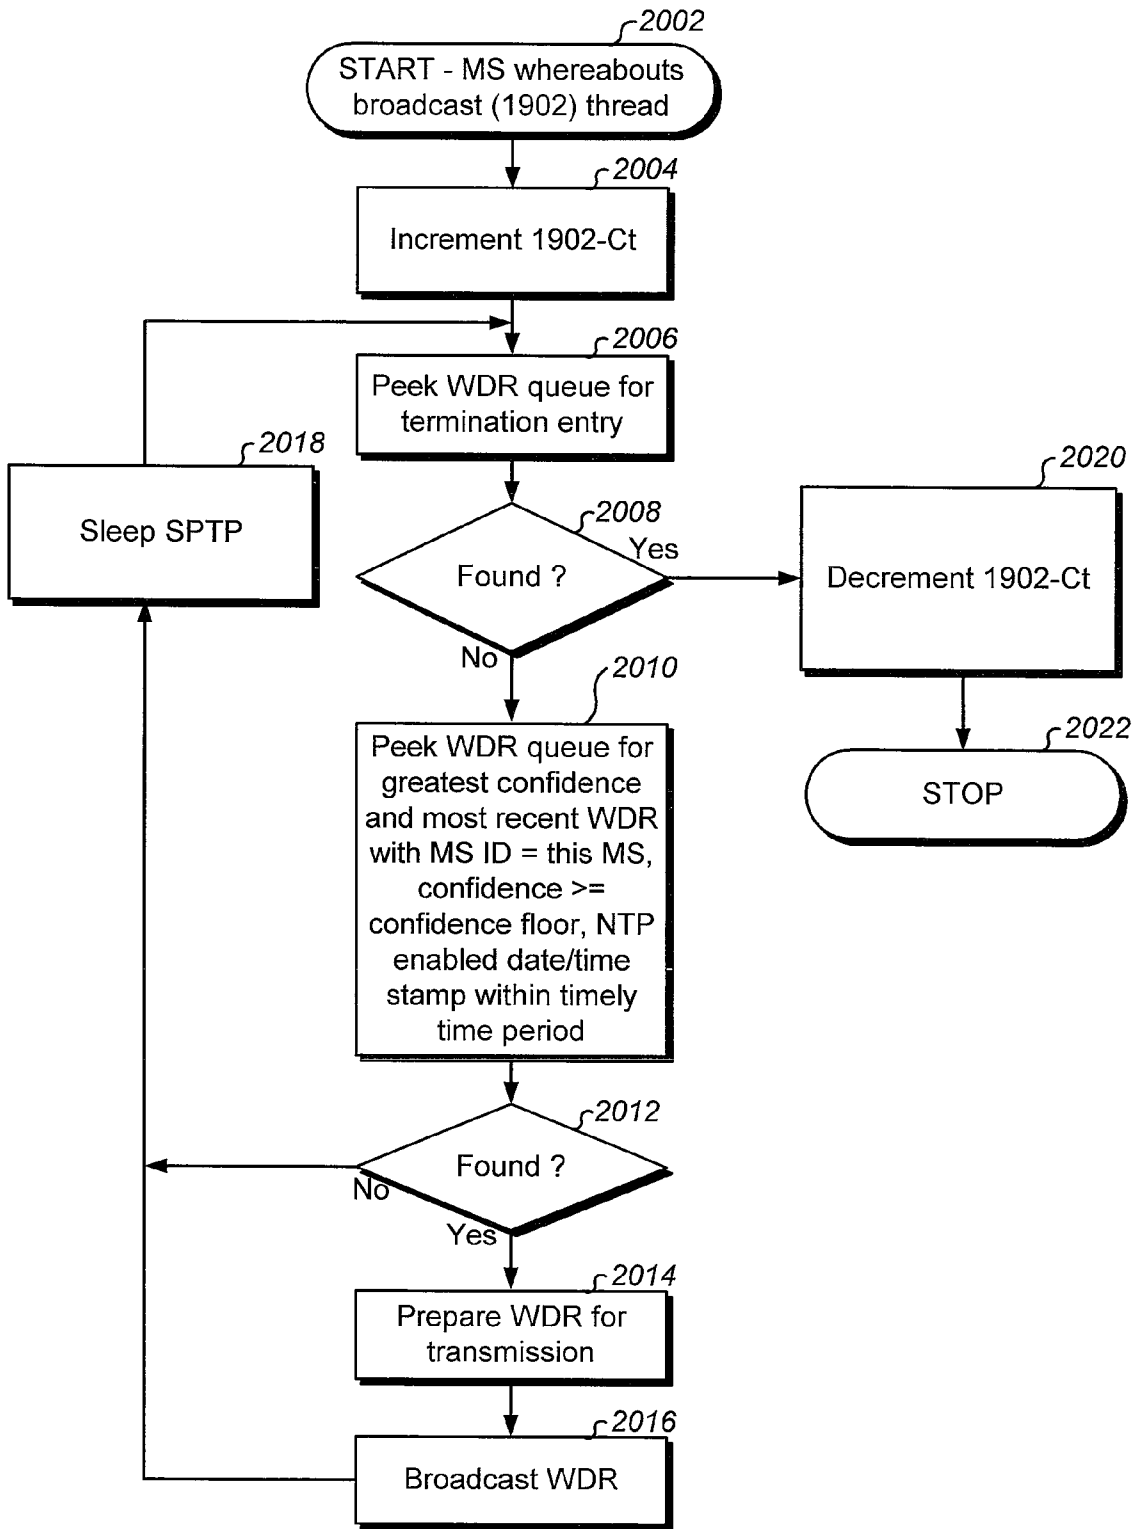 2002
START - MS whereabouts
broadcast (1902) thread
2004
Increment 1902-Ct
2006
Peek WDR queue for
termination entry
2018
Sleep SPTP
2008
Found ?
Yes
No
2020
Decrement 1902-Ct
2022
STOP
2010
Peek WDR queue for
greatest confidence
and most recent WDR
with MS ID = this MS,
confidence >=
confidence floor, NTP
enabled date/time
stamp within timely
time period
2012
Found ?
No
Yes
2014
Prepare WDR for
transmission
2016
Broadcast WDR